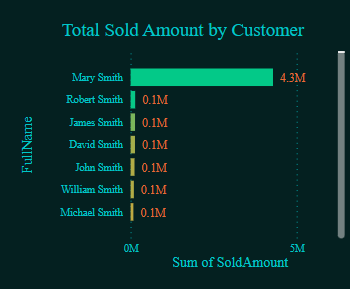 Total Sold Amount by Customer
FullName
Mary Smith 4.3M
Robert Smith 0.1M
James Smith 0.1M
David Smith 0.1M
John Smith 0.1M
William Smith 0.1M
Michael Smith 0.1M
0M 5M
Sum of SoldAmount